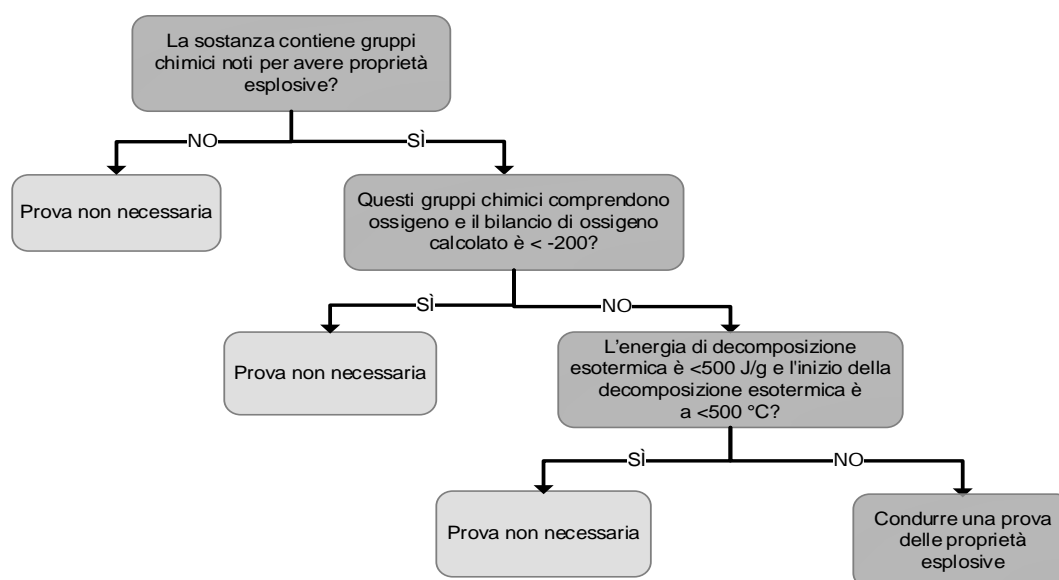 La sostanza contiene gruppi
chimici noti per avere proprietà
esplosive?
NO
SÌ
Prova non necessaria
Questi gruppi chimici comprendono
ossigeno e il bilancio di ossigeno
calcolato è < -200?
SÌ
NO
Prova non necessaria
L'energia di decomposizione
esotermica è <500 J/g e l'inizio della
decomposizione esotermica è
a <500 °C?
SÌ
NO
Prova non necessaria
Condurre una prova
delle proprietà
esplosive